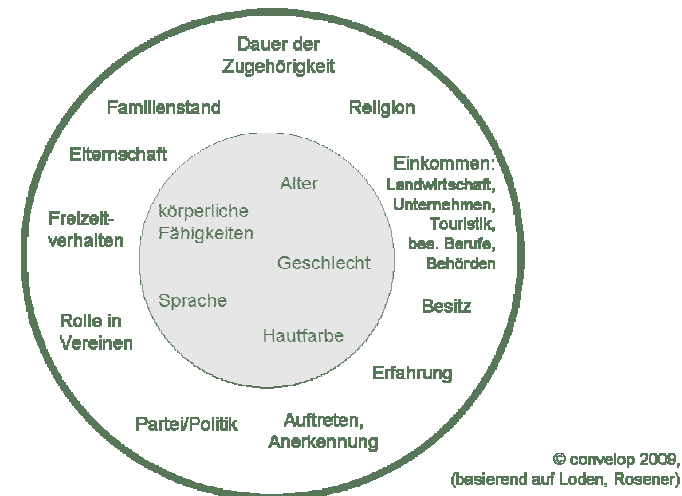 Dauer der
Zugehörigkeit
Familienstand
Religion
Elternschaft
Einkommen:
Landwirtschaft,
Unternehmen,
Touristik,
bes. Berufe,
Behörden
Freizeit-
verhalten
Alter
körperliche
Fähigkeiten
Geschlecht
Sprache
Hautfarbe
Besitz
Rolle in
Vereinen
Erfahrung
Partei/Politik
Auftreten,
Anerkennung
© convelop 2009,
(basierend auf Loden, Rosener)